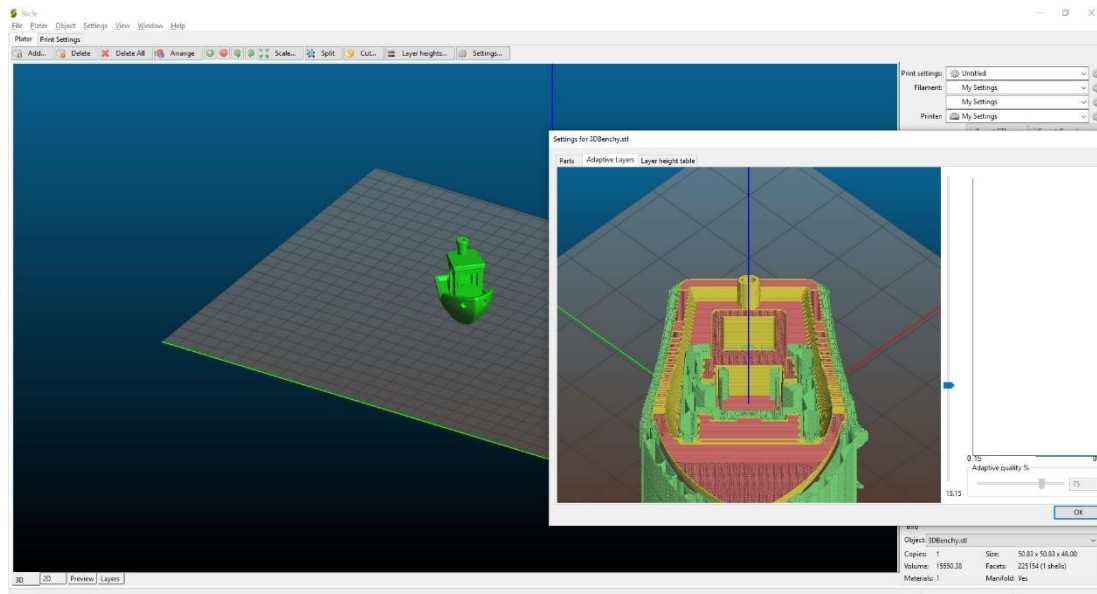 Slic3r
File Plater Object Settings View Window Help
Plater Print Settings
Add... Delete Delete All Arrange Scale... Split Cut... Layer heights... Settings...
Print settings: Untitled
Filament: My Settings
My Settings
Printer: My Settings
Settings for 3DBenchy.stl
Parts Adaptive Layers Layer height table
0.15
Adaptive quality %
75
15.15
OK
Info
Object: 3DBenchy.stl
Copies: 1 Size: 50.83 x 50.83 x 48.00
Volume: 15550.38 Facets: 225154 (1 shells)
Materials: 1 Manifold: Yes
3D 2D Preview Layers